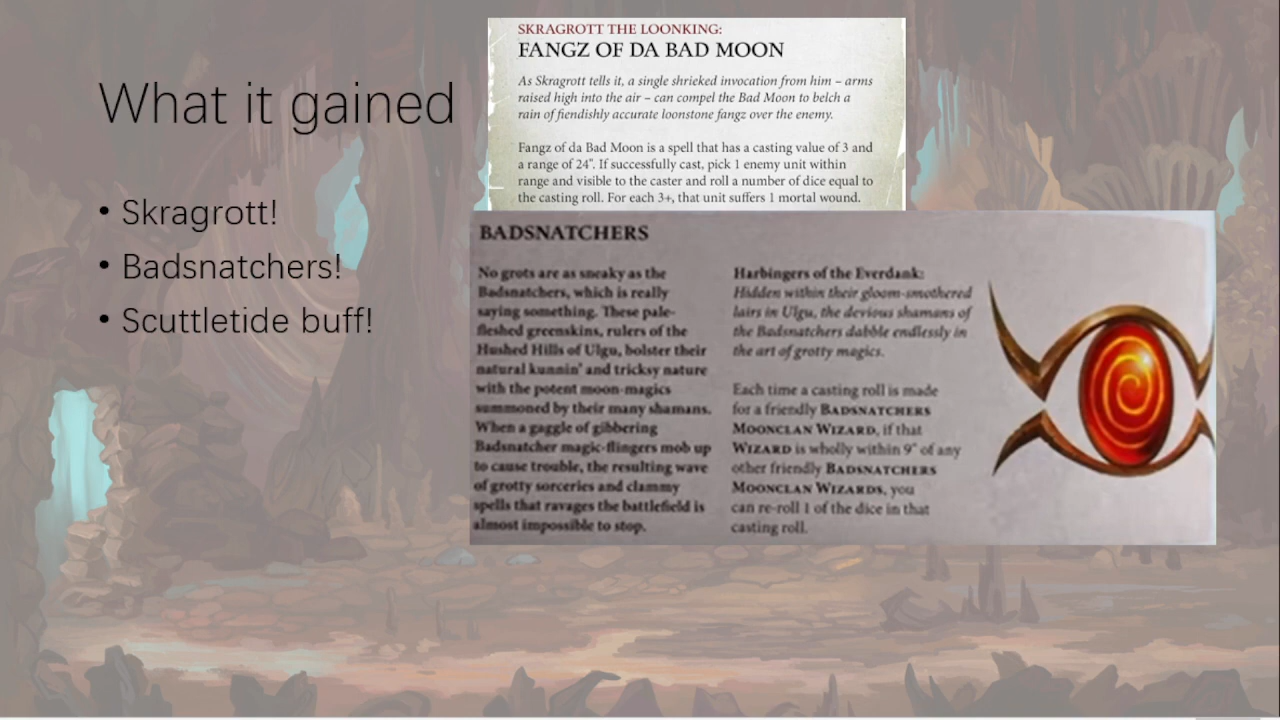 What it gained
• Skragrott!
• Badsnatchers!
• Scuttletide buff!
SKRAGROTT THE LOONKING:
FANGZ OF DA BAD MOON
As Skragrott tells it, a single shrieked invocation from him – arms
raised high into the air – can compel the Bad Moon to belch a
rain of fiendishly accurate loonstone fangz over the enemy.
Fangz of da Bad Moon is a spell that has a casting value of 3 and
a range of 24". If successfully cast, pick 1 enemy unit within
range and visible to the caster and roll a number of dice equal to
the casting roll. For each 3+, that unit suffers 1 mortal wound.
BADSNATCHERS
No grots are as sneaky as the
Badsnatchers, which is really
saying something. These pale-
fleshed greenskins, rulers of the
Hushed Hills of Ulgu, bolster their
natural kunnin' and tricksy nature
with the potent moon-magics
summoned by their many shamans.
When a gaggle of gibbering
Badsnatcher magic-flingers mob up
to cause trouble, the resulting wave
of grotty sorceries and clammy
spells that ravages the battlefield is
almost impossible to stop.
Harbingers of the Everdank:
Hidden within their gloom-smothered
lairs in Ulgu, the devious shamans of
the Badsnatchers dabble endlessly in
the art of grotty magics.
Each time a casting roll is made
for a friendly BADSNATCHERS
MOONCLAN WIZARD, if that
WIZARD is wholly within 9" of any
other friendly BADSNATCHERS
MOONCLAN WIZARDS, you
can re-roll 1 of the dice in that
casting roll.